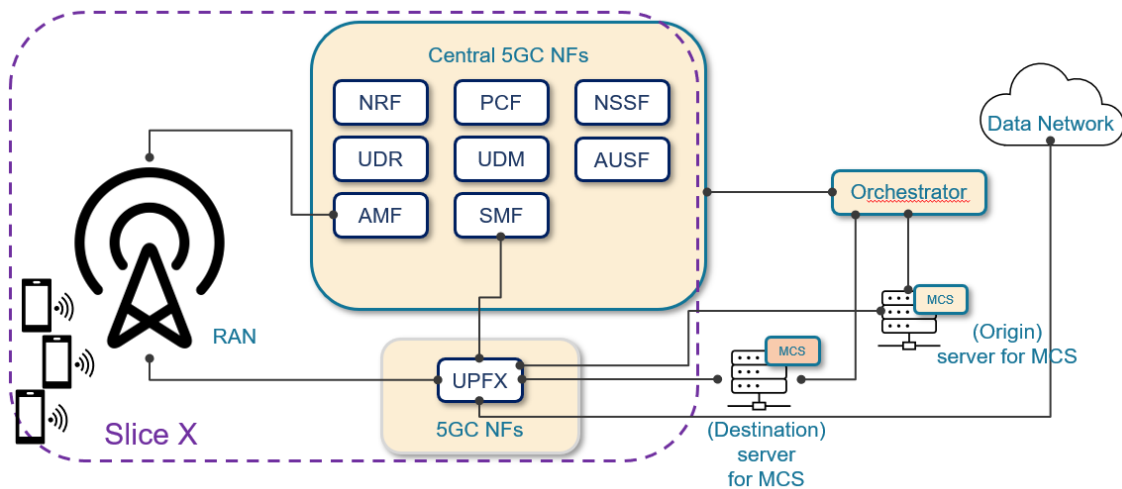 Central 5GC NFs
NRF
PCF
NSSF
UDR
UDM
AUSF
AMF
SMF
Data Network
Orchestrator
MCS
(Origin)
server for MCS
RAN
MCS
UPFX
5GC NFs
(Destination)
server
for MCS
Slice X